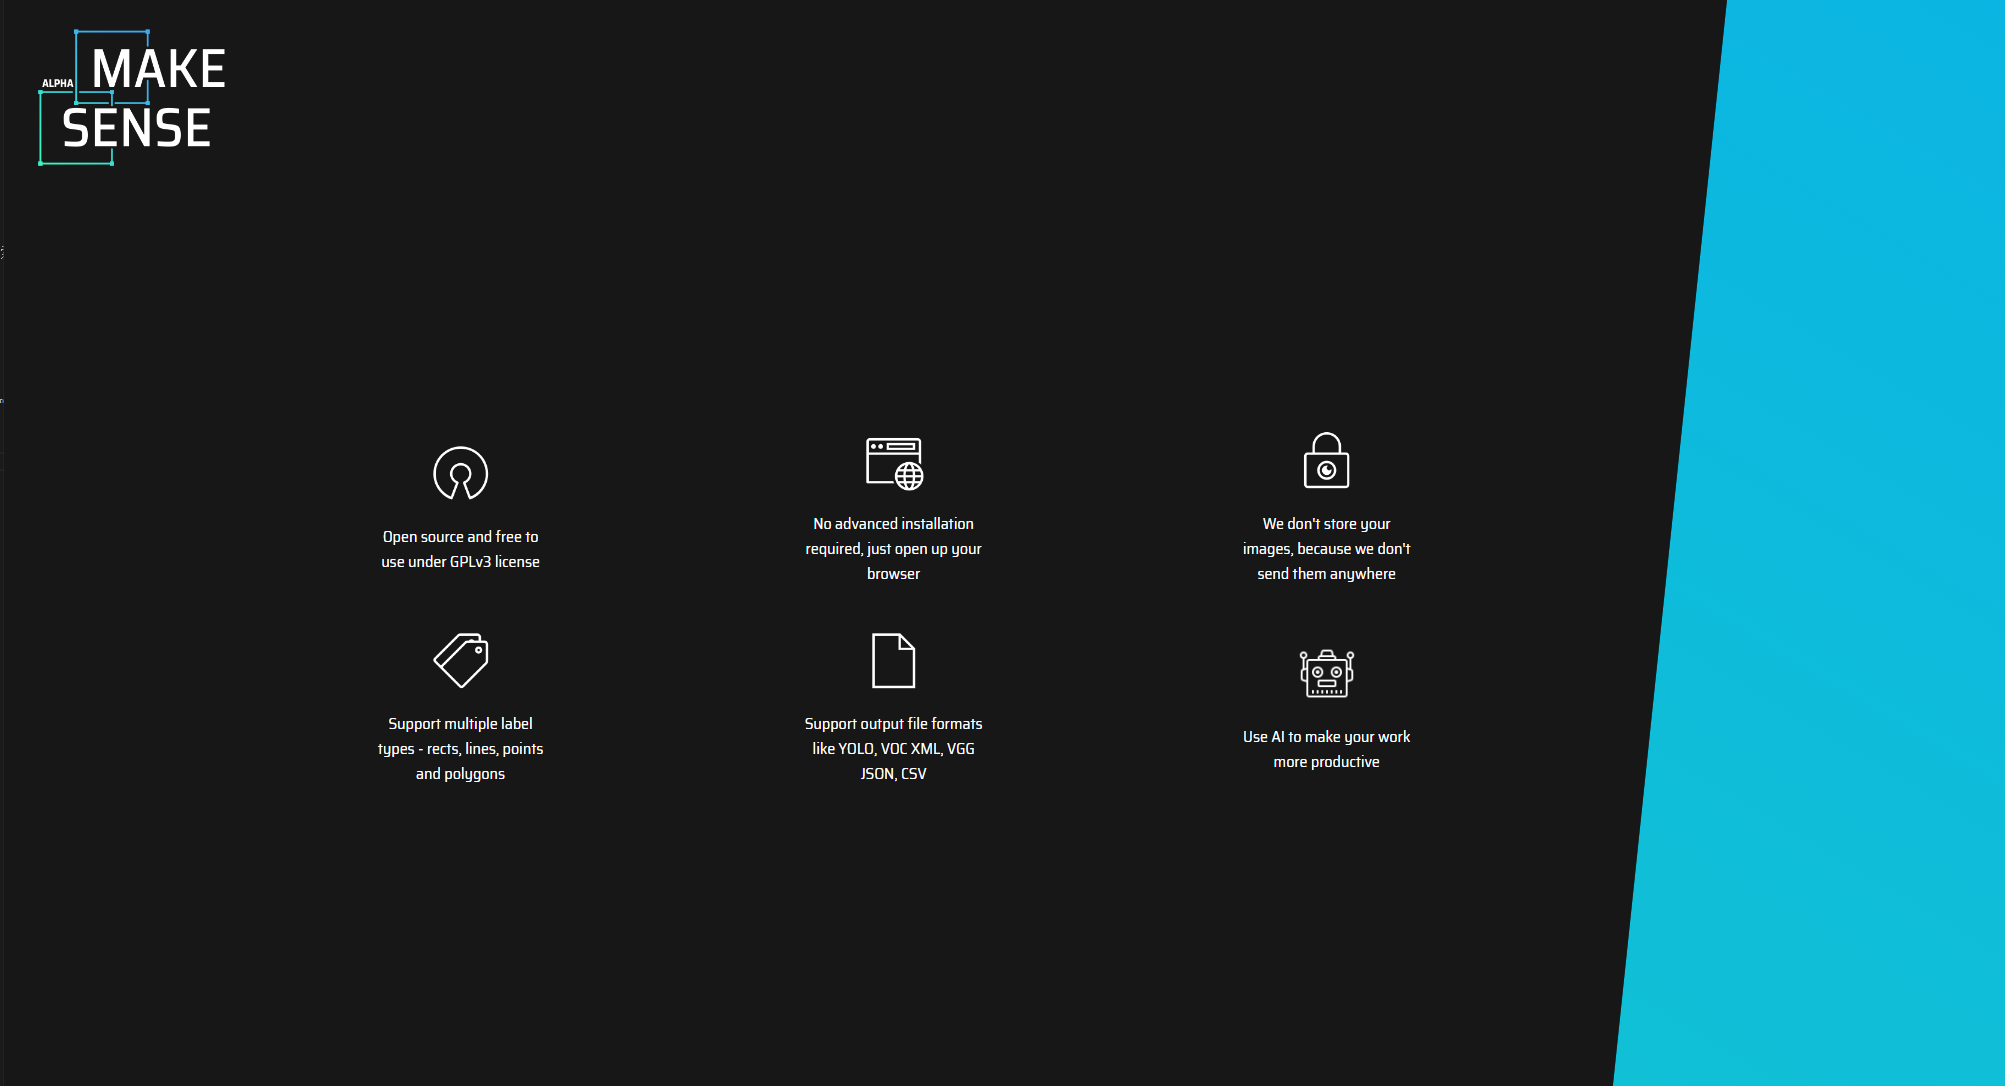 ALPHA
MAKE
SENSE
Open source and free to
use under GPLv3 license
No advanced installation
required, just open up your
browser
We don't store your
images, because we don't
send them anywhere
Support multiple label
types - rects, lines, points
and polygons
Support output file formats
like YOLO, VOC XML, VGG
JSON, CSV
Use AI to make your work
more productive